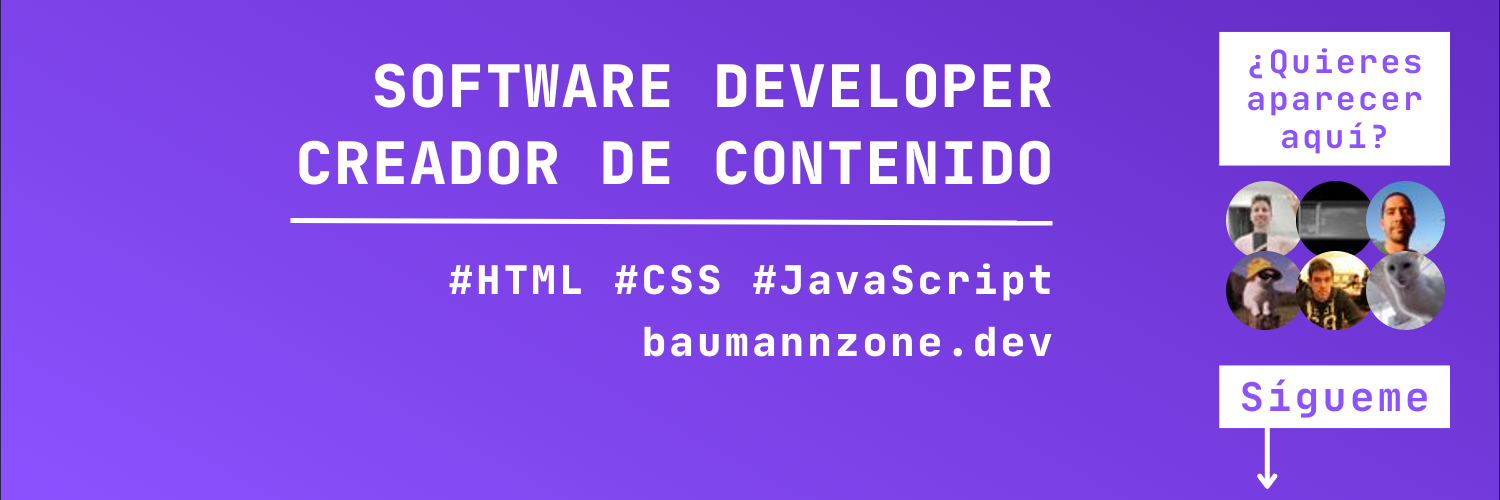 SOFTWARE DEVELOPER
CREADOR DE CONTENIDO
#HTML #CSS #JavaScript
baumannzone.dev
¿Quieres
aparecer
aquí?
Sígueme